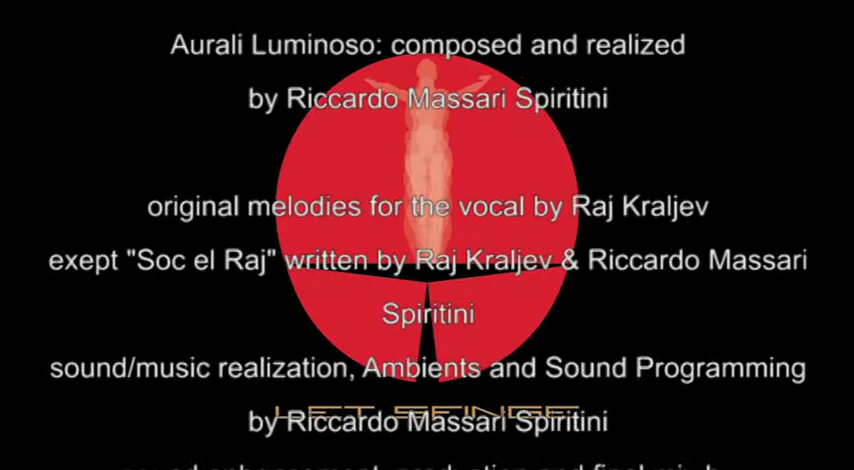 Aurali Luminoso: composed and realized
by Riccardo Massari Spiritini
original melodies for the vocal by Raj Kraljev
exept "Soc el Raj" written by Raj Kraljev & Riccardo Massari
Spiritini
sound/music realization, Ambients and Sound Programming
LET SFINGE
by Riccardo Massari Spiritini